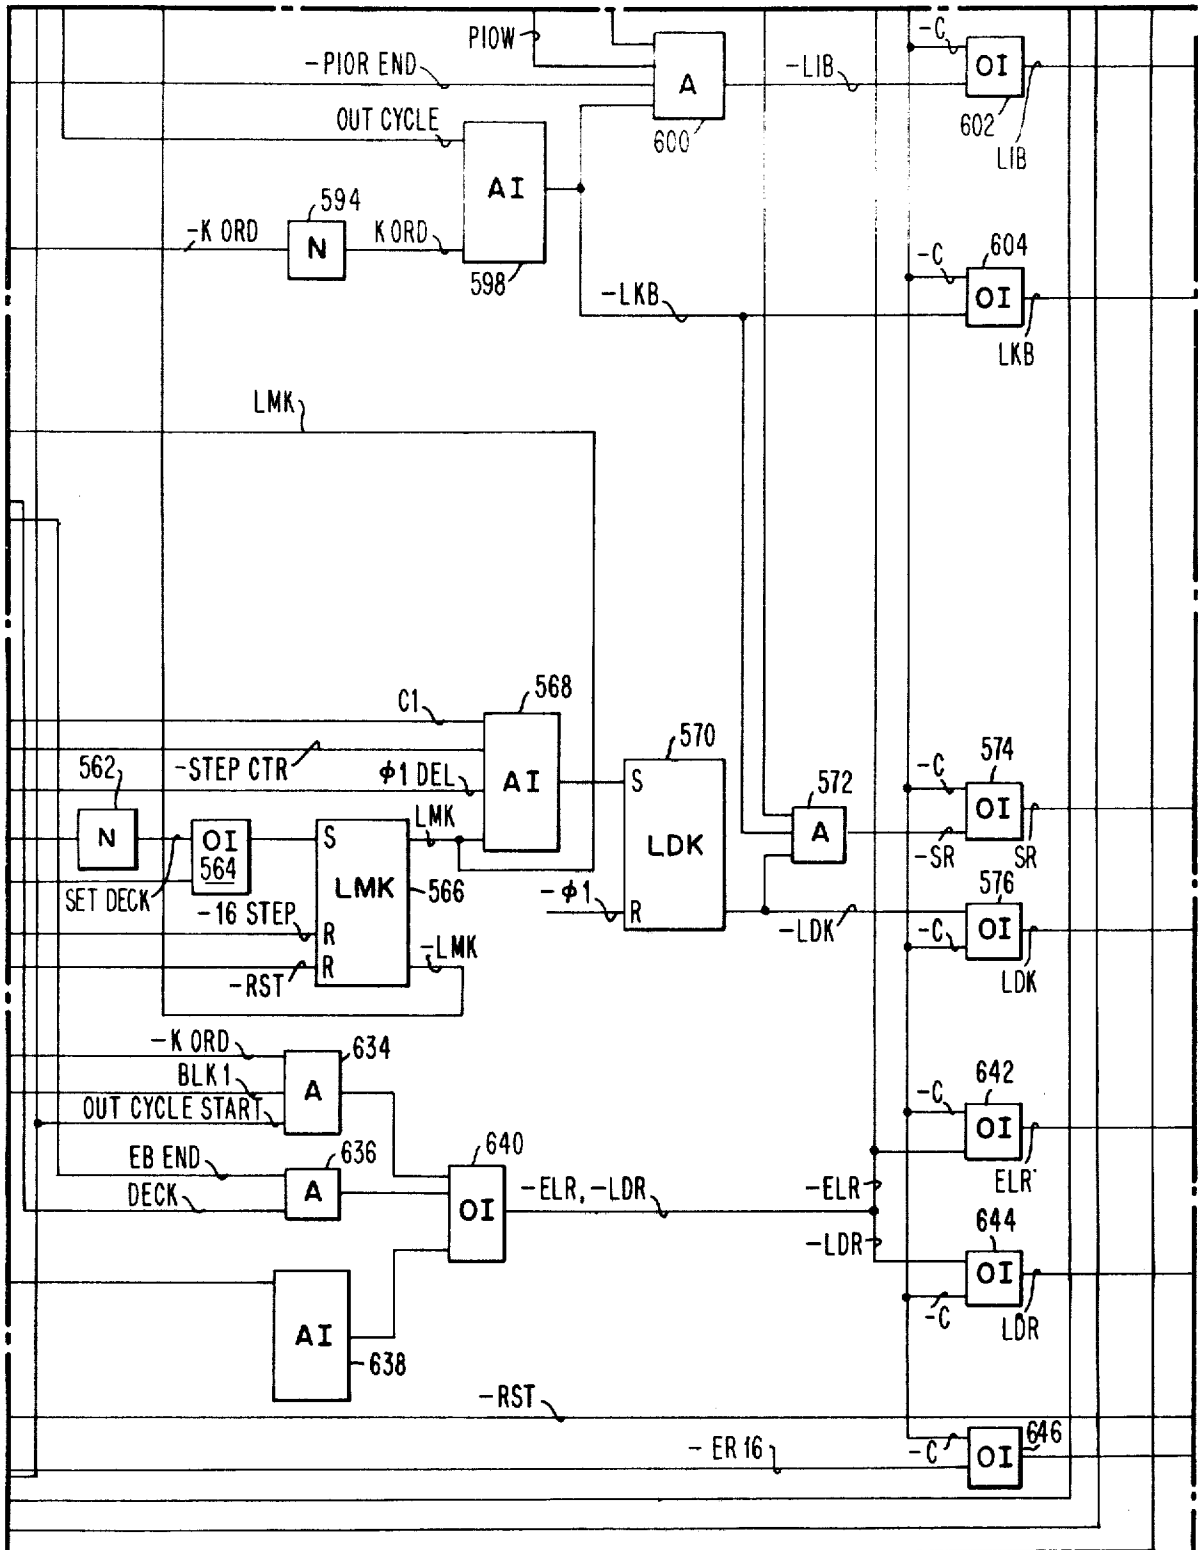 PIOW
-C
-PIOR END
-LIB
OI
A
602
600
LIB
OUT CYCLE
AI
594
-K ORD
N
K ORD
598
-C
604
OI
-LKB
LKB
LMK
C1
568
-STEP CTR
562
φ1 DEL
AI
570
S
LDK
-φ1
R
572
A
-C
574
OI
-SR
SR
N
OI
564
SET DECK
S
LMK
LMK
566
-16 STEP
R
-RST
R
-LMK
-LDK
576
OI
-C
LDK
-K ORD
634
BLK1
A
OUT CYCLE START
EB END
636
DECK
A
640
OI
-ELR, -LDR
-ELR
-LDR
-C
642
OI
ELR
644
OI
-C
LDR
AI
638
-RST
-ER 16
-C
OI
646